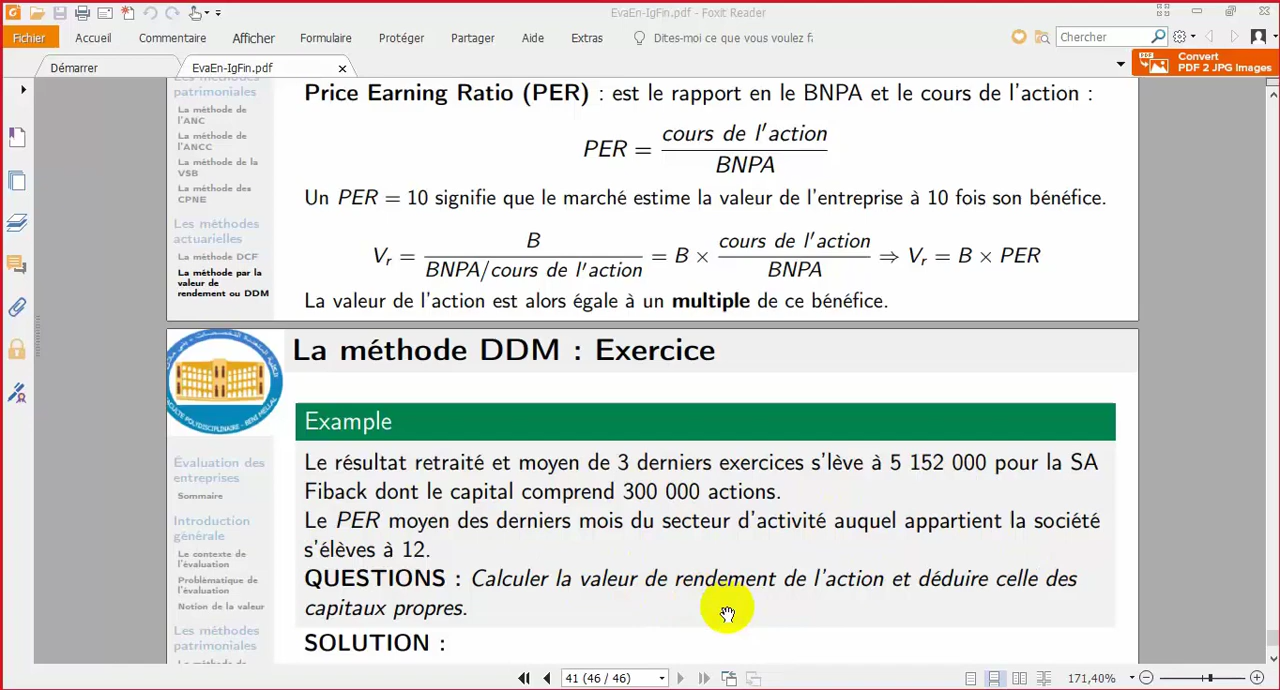 EvaEn-IgFin.pdf - Foxit Reader
Fichier Accueil Commentaire Afficher Formulaire Protéger Partager Aide Extras Dites-moi ce que vous voulez fa Chercher
Démarrer EvaEn-IgFin.pdf Convert
PDF 2 JPG Images
Les méthodes
patrimoniales
La méthode de
l'ANC
La méthode de
l'ANCC
La méthode de la
VSB
La méthode des
CPNE
Les méthodes
actuarielles
La méthode DCF
La méthode par la
valeur de
rendement ou DDM
Price Earning Ratio (PER) : est le rapport en le BNPA et le cours de l'action :
PER = cours de l'action / BNPA
Un PER = 10 signifie que le marché estime la valeur de l'entreprise à 10 fois son bénéfice.
Vr = B / BNPA/cours de l'action = B × cours de l'action / BNPA ⇒ Vr = B × PER
La valeur de l'action est alors égale à un multiple de ce bénéfice.
La méthode DDM : Exercice
Évaluation des
entreprises
Sommaire
Introduction
générale
Le contexte de
l'évaluation
Problèmatique de
l'évaluation
Notion de la valeur
Les méthodes
patrimoniales
Example
Le résultat retraité et moyen de 3 derniers exercices s'lève à 5 152 000 pour la SA
Fiback dont le capital comprend 300 000 actions.
Le PER moyen des derniers mois du secteur d'activité auquel appartient la société
s'élèves à 12.
QUESTIONS : Calculer la valeur de rendement de l'action et déduire celle des
capitaux propres.
SOLUTION :
41 (46 / 46) 171,40%